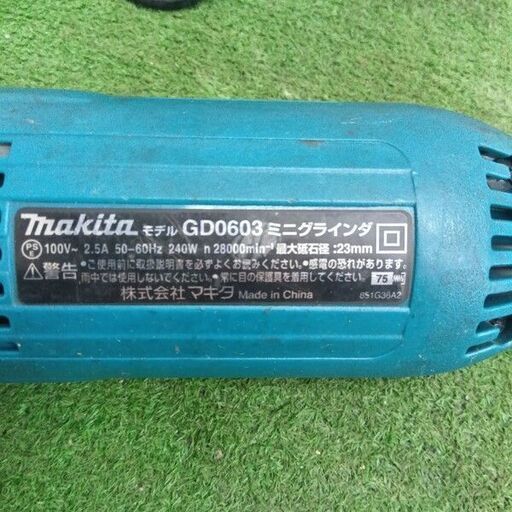 makita モデル GD0603 ミニグラインダ
PS E 100V~ 2.5A 50-60Hz 240W n 28000min⁻¹ 最大砥石径:23mm
⚠警告 • ご使用前に取扱説明書を必ずよくお読みください。• 感電の恐れがあります。
雨中では使用しないでください。• 常に目の保護具を着用してください。 75
株式会社 マキタ Made in China 851G36A2